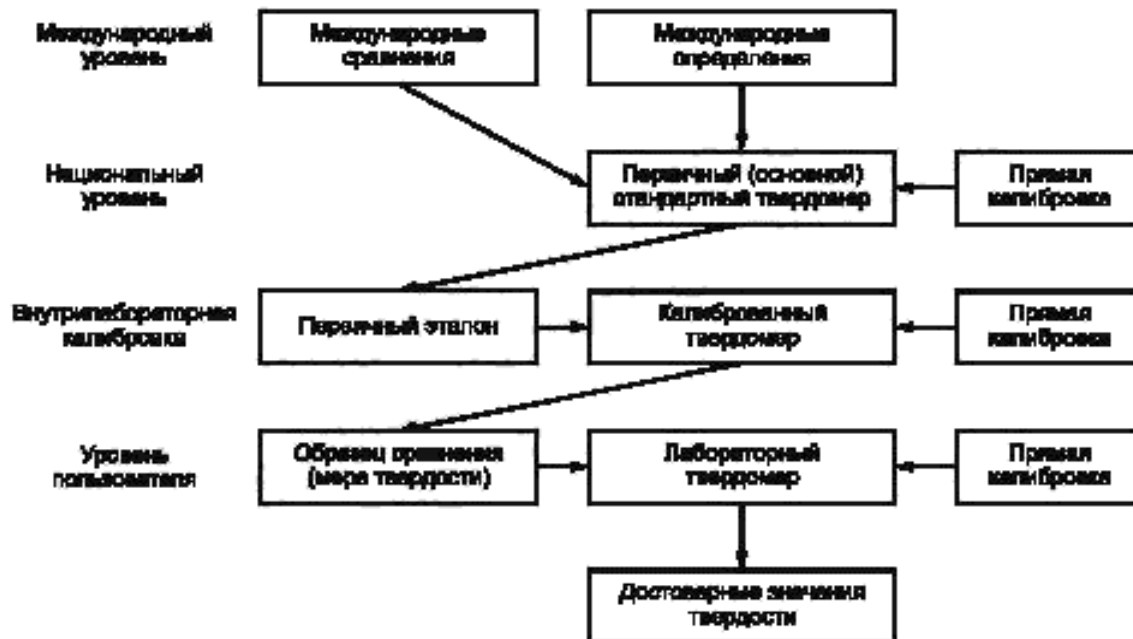 Международный
уровень
Международные
сравнения
Международные
определения
Национальный
уровень
Первичный (основной)
стандартный твердомер
Прямая
калибровка
Внутрилабораторная
калибровка
Первичный эталон
Калиброванный
твердомер
Прямая
калибровка
Уровень
пользователя
Образец сравнения
(мера твердости)
Лабораторный
твердомер
Прямая
калибровка
Достоверные значения
твердости